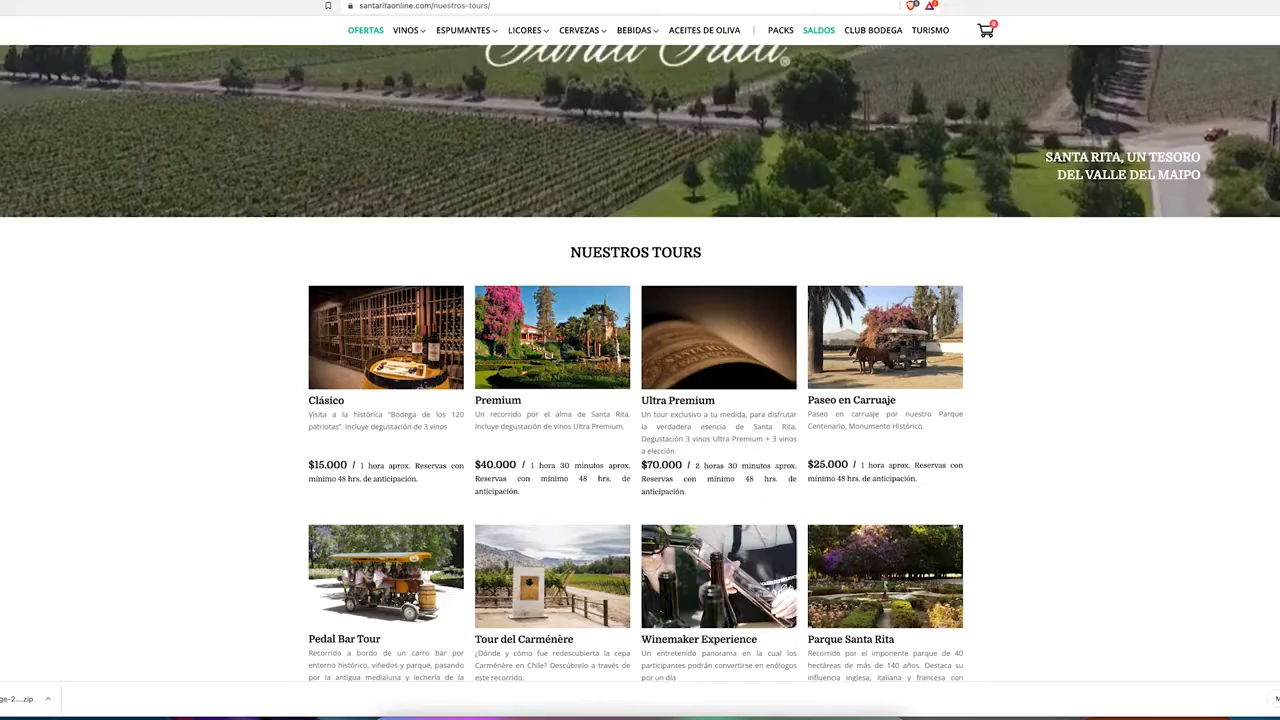 santaritaonline.com/nuestros-tours/
OFERTAS VINOS ESPUMANTES LICORES CERVEZAS BEBIDAS ACEITES DE OLIVA | PACKS SALDOS CLUB BODEGA TURISMO
Santa Rita®
SANTA RITA, UN TESORO
DEL VALLE DEL MAIPO
NUESTROS TOURS
Clásico
Visita a la histórica "Bodega de los 120
patriotas". Incluye degustación de 3 vinos
$15.000 / 1 hora aprox. Reservas con
mínimo 48 hrs. de anticipación.
Premium
Un recorrido por el alma de Santa Rita.
Incluye degustación de vinos Ultra Premium.
$40.000 / 1 hora 30 minutos aprox.
Reservas con mínimo 48 hrs. de
anticipación.
Ultra Premium
Un tour exclusivo a tu medida, para disfrutar
la verdadera esencia de Santa Rita.
Degustación 3 vinos Ultra Premium + 3 vinos
a elección.
$70.000 / 2 horas 30 minutos aprox.
Reservas con mínimo 48 hrs. de
anticipación.
Paseo en Carruaje
Paseo en carruaje por nuestro Parque
Centenario, Monumento Histórico.
$25.000 / 1 hora aprox. Reservas con
mínimo 48 hrs. de anticipación.
Pedal Bar Tour
Recorrido a bordo de un carro bar por
entorno histórico, viñedos y parque, pasando
por la antigua medialuna y lechería de la
Tour del Carménère
¿Dónde y cómo fue redescubierta la cepa
Carménère en Chile? Descúbrelo a través de
este recorrido.
Winemaker Experience
Un entretenido panorama en la cual los
participantes podrán convertirse en enólogos
por un día
Parque Santa Rita
Recorrido por el imponente parque de 40
hectáreas de más de 140 años. Destaca su
influencia inglesa, italiana y francesa con
ge-2....zip